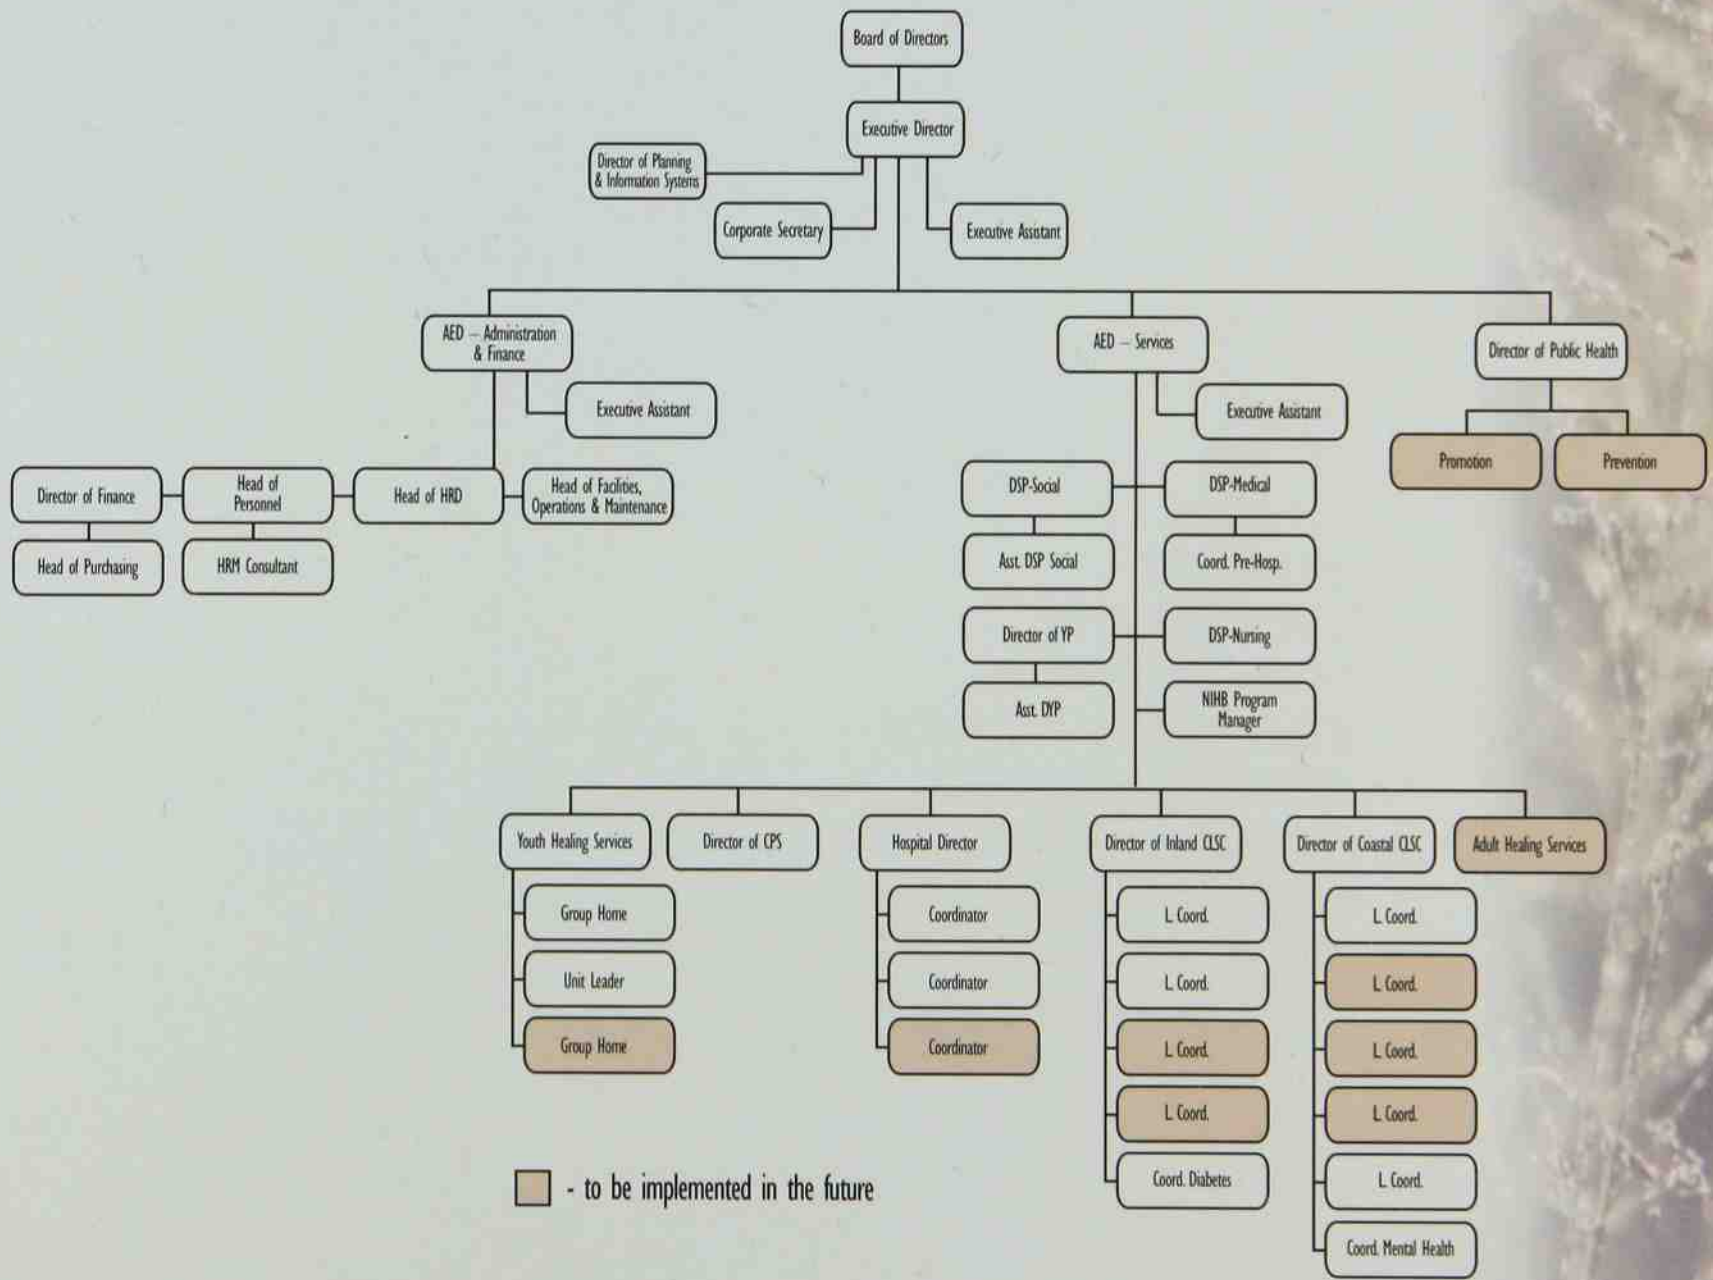 Board of Directors
Executive Director
Director of Planning
& Information Systems
Corporate Secretary
Executive Assistant
AED – Administration
& Finance
AED – Services
Director of Public Health
Executive Assistant
Executive Assistant
Promotion
Prevention
Director of Finance
Head of
Personnel
Head of HRD
Head of Facilities,
Operations & Maintenance
DSP-Social
DSP-Medical
Head of Purchasing
HRM Consultant
Asst. DSP Social
Coord. Pre-Hosp.
Director of YP
DSP-Nursing
Asst. DYP
NIHB Program
Manager
Youth Healing Services
Director of CPS
Hospital Director
Director of Inland CLSC
Director of Coastal CLSC
Adult Healing Services
Group Home
Coordinator
L. Coord.
L. Coord.
Unit Leader
Coordinator
L. Coord.
L. Coord.
Group Home
Coordinator
L. Coord.
L. Coord.
L. Coord.
L. Coord.
Coord. Diabetes
L. Coord.
- to be implemented in the future
Coord. Mental Health